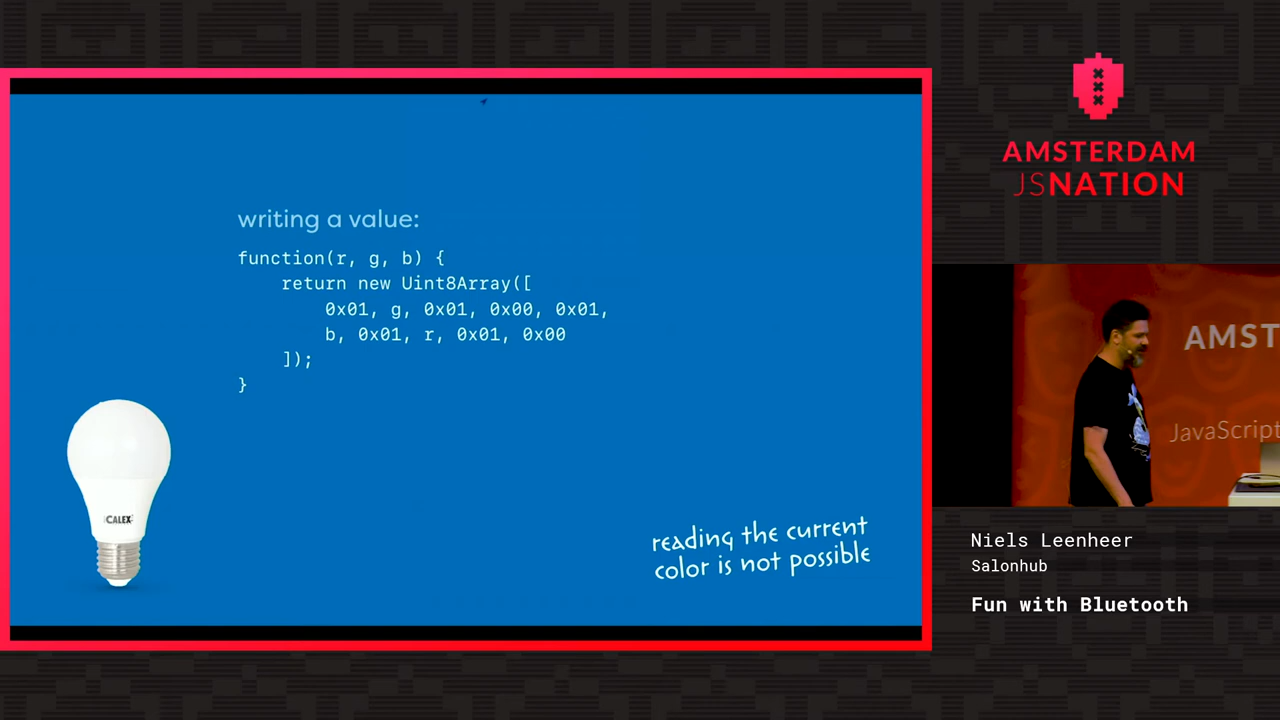 writing a value:
function(r, g, b) {
return new Uint8Array([
0x01, g, 0x01, 0x00, 0x01,
b, 0x01, r, 0x01, 0x00
]);
}
CALEX
reading the current
color is not possible
AMSTERDAM
JSNATION
AMST
JavaScript
Niels Leenheer
Salonhub
Fun with Bluetooth